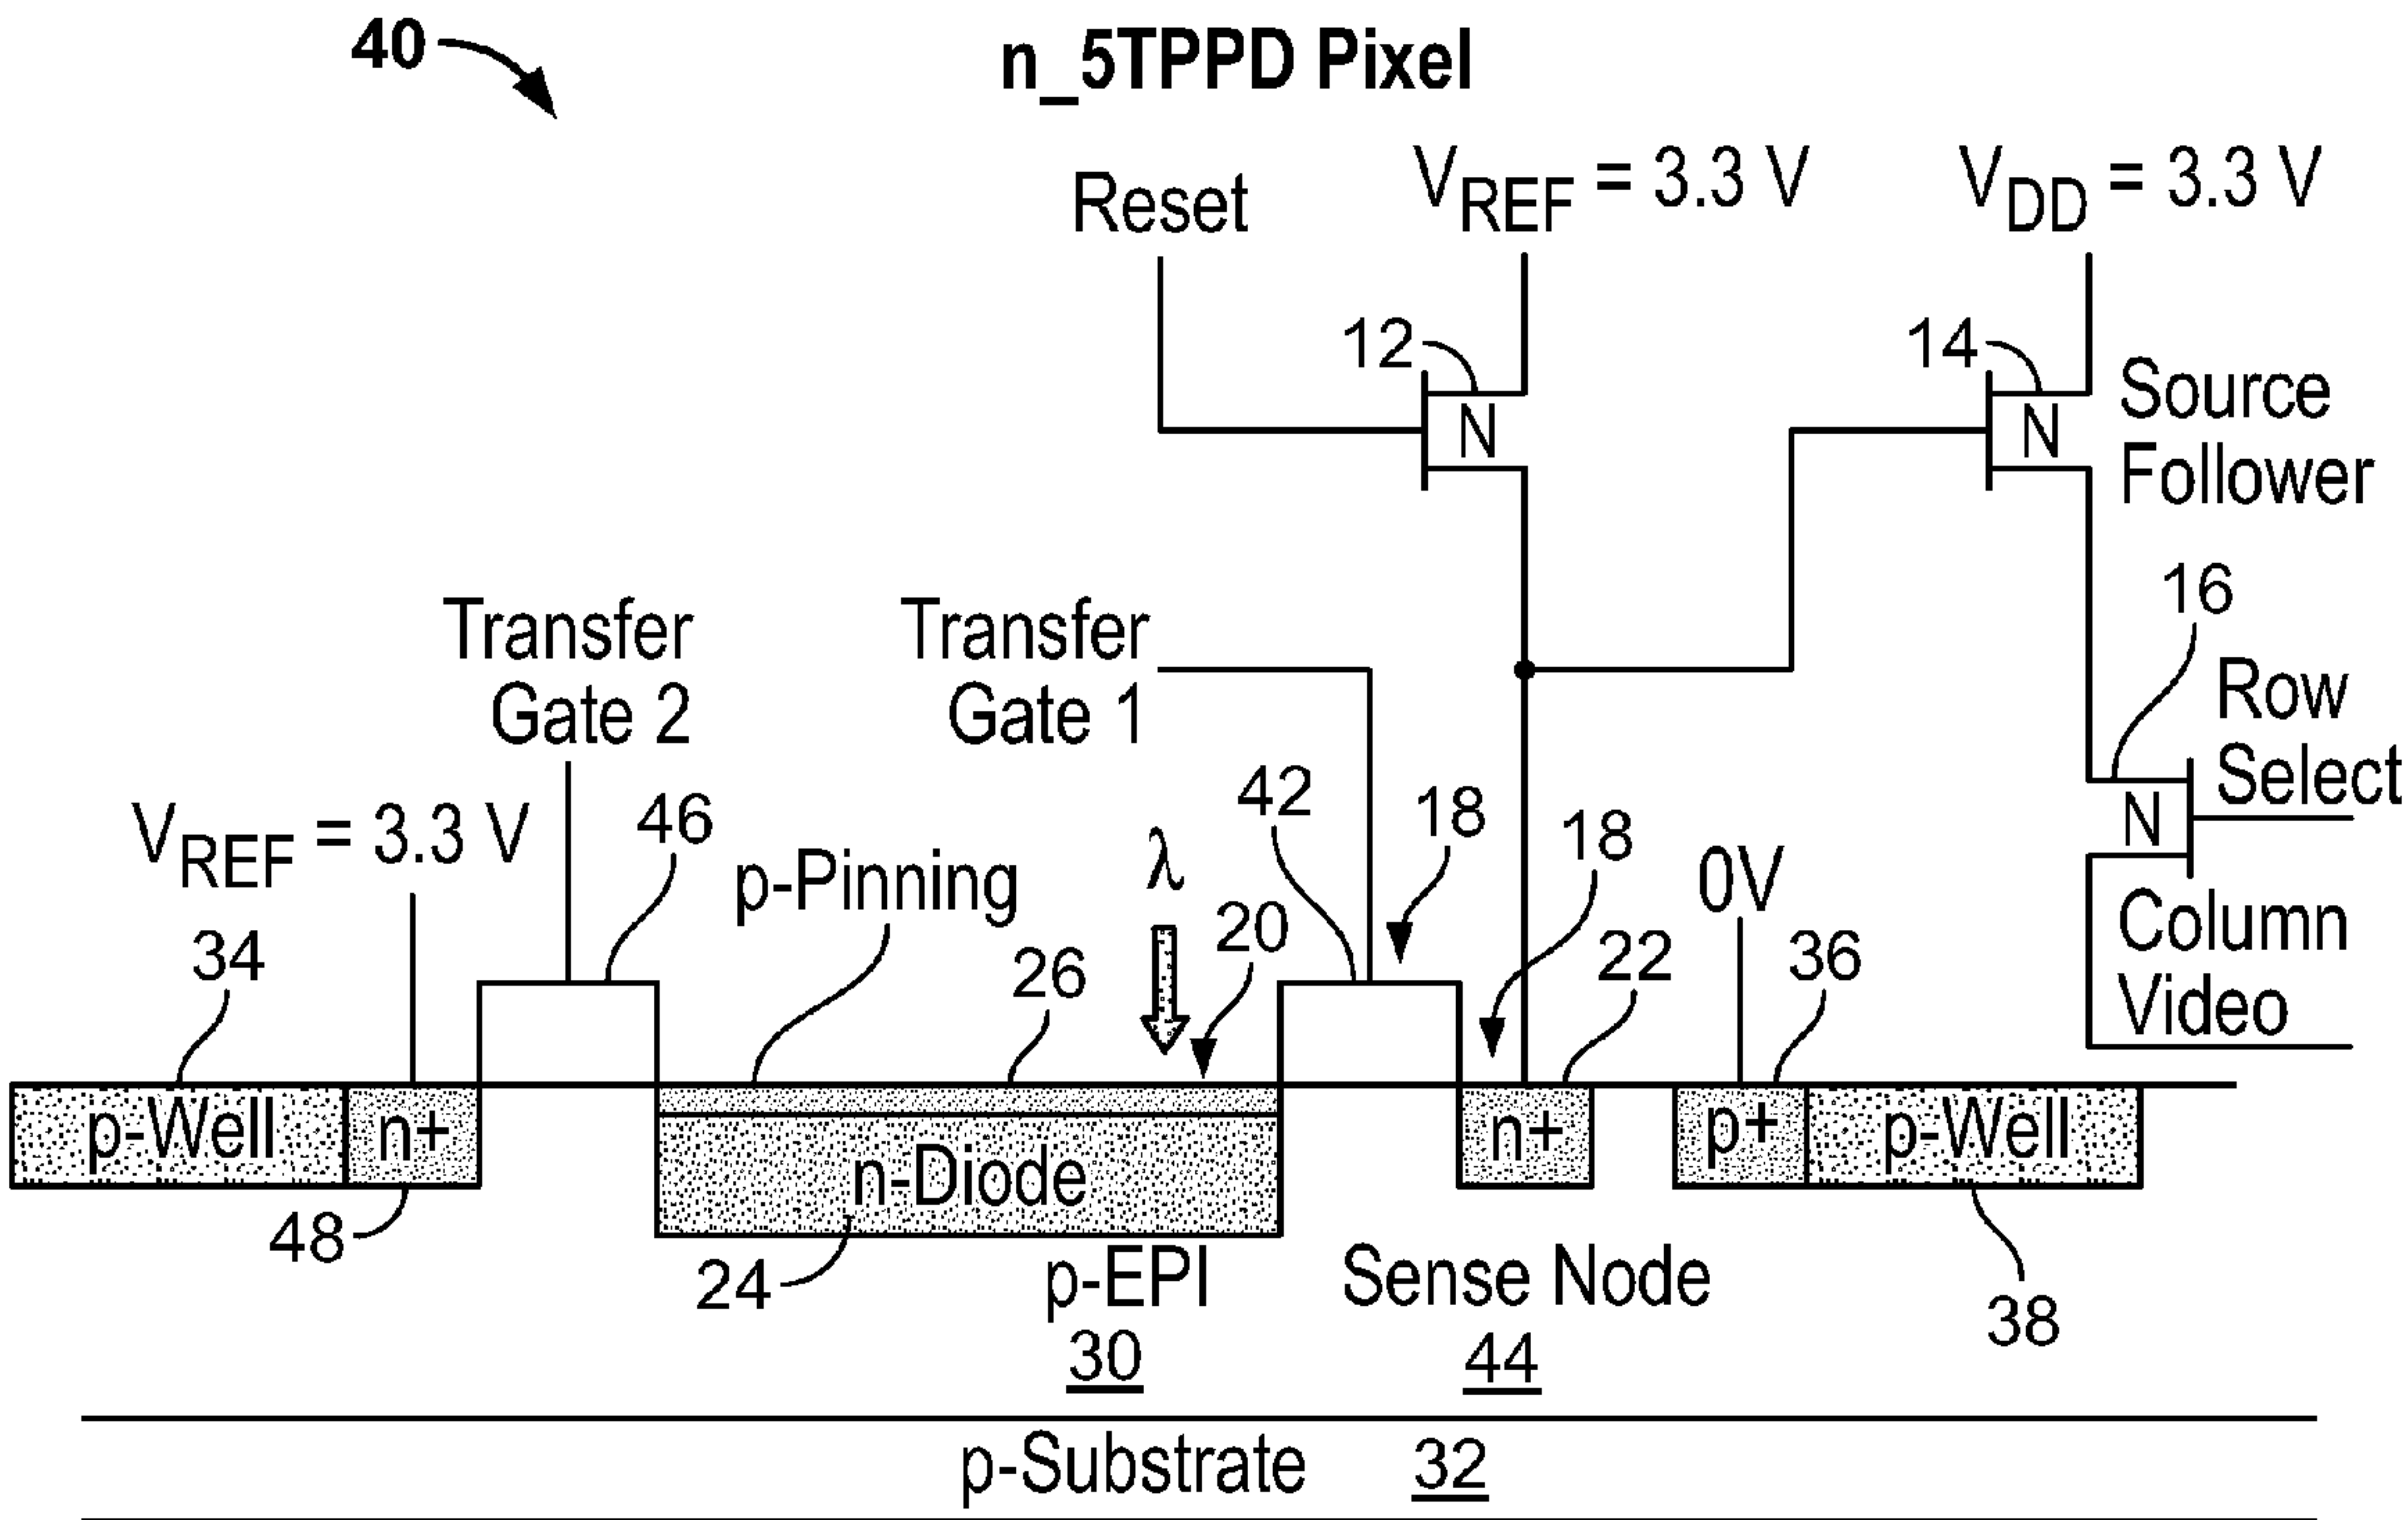 40
n_5TPPD Pixel
Reset
VREF = 3.3 V
VDD = 3.3 V
12
N
14
N
Source
Follower
16
Transfer
Gate 2
Transfer
Gate 1
Row
Select
N
VREF = 3.3 V
46
42
18
18
λ
p-Pinning
0V
34
26
20
22
36
Column
Video
p-Well
n+
n-Diode
n+
p+
p-Well
48
24
p-EPI
30
Sense Node
44
38
p-Substrate 32